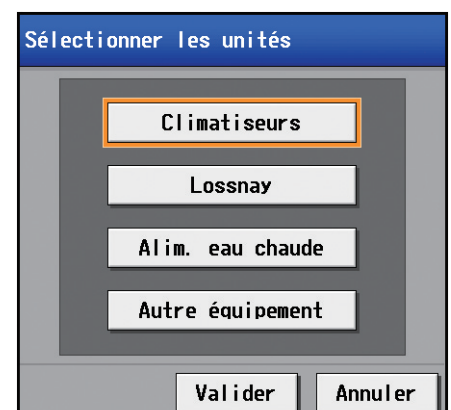 Sélectionner les unités
Climatiseurs
Lossnay
Alim. eau chaude
Autre équipement
Valider Annuler